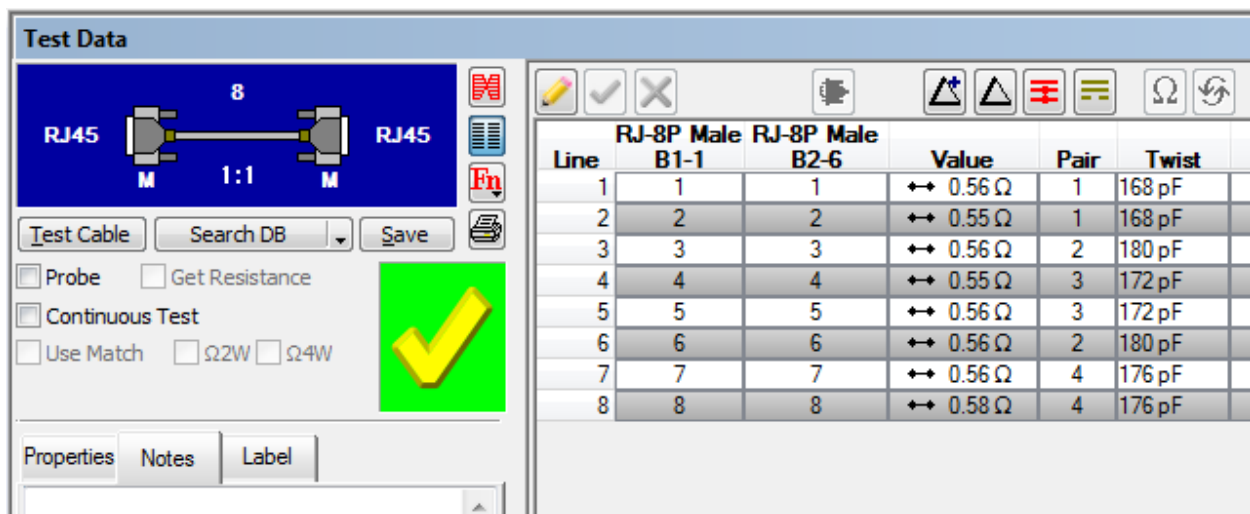 Test Data
8
RJ45 RJ45
M 1:1 M
Fn
Test Cable Search DB Save
Probe Get Resistance
Continuous Test
Use Match Ω2W Ω4W
Properties Notes Label
Ω
RJ-8P Male RJ-8P Male
Line B1-1 B2-6 Value Pair Twist
1 1 1 0.56 Ω 1 168 pF
2 2 2 0.55 Ω 1 168 pF
3 3 3 0.56 Ω 2 180 pF
4 4 4 0.55 Ω 3 172 pF
5 5 5 0.56 Ω 3 172 pF
6 6 6 0.56 Ω 2 180 pF
7 7 7 0.56 Ω 4 176 pF
8 8 8 0.58 Ω 4 176 pF